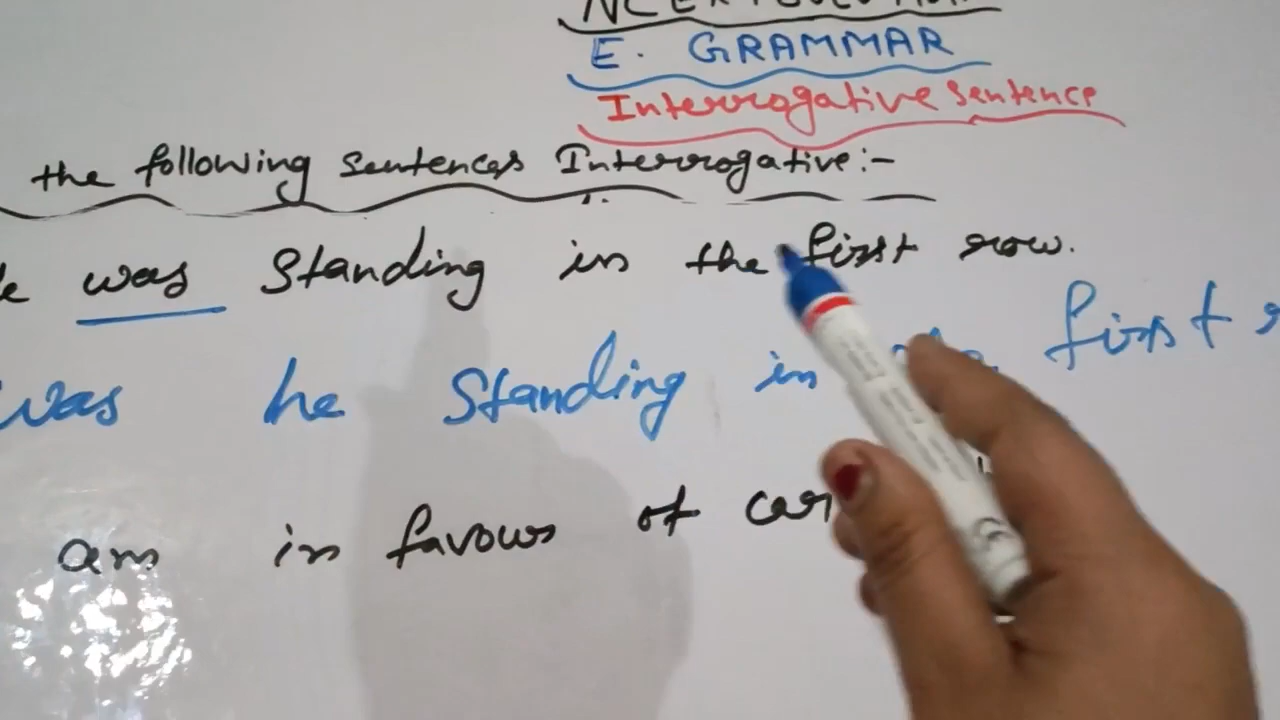 E. GRAMMAR
Interrogative sentence
the following sentences Interrogative:-
was standing in the first row.
was he standing in the first
am in favour of